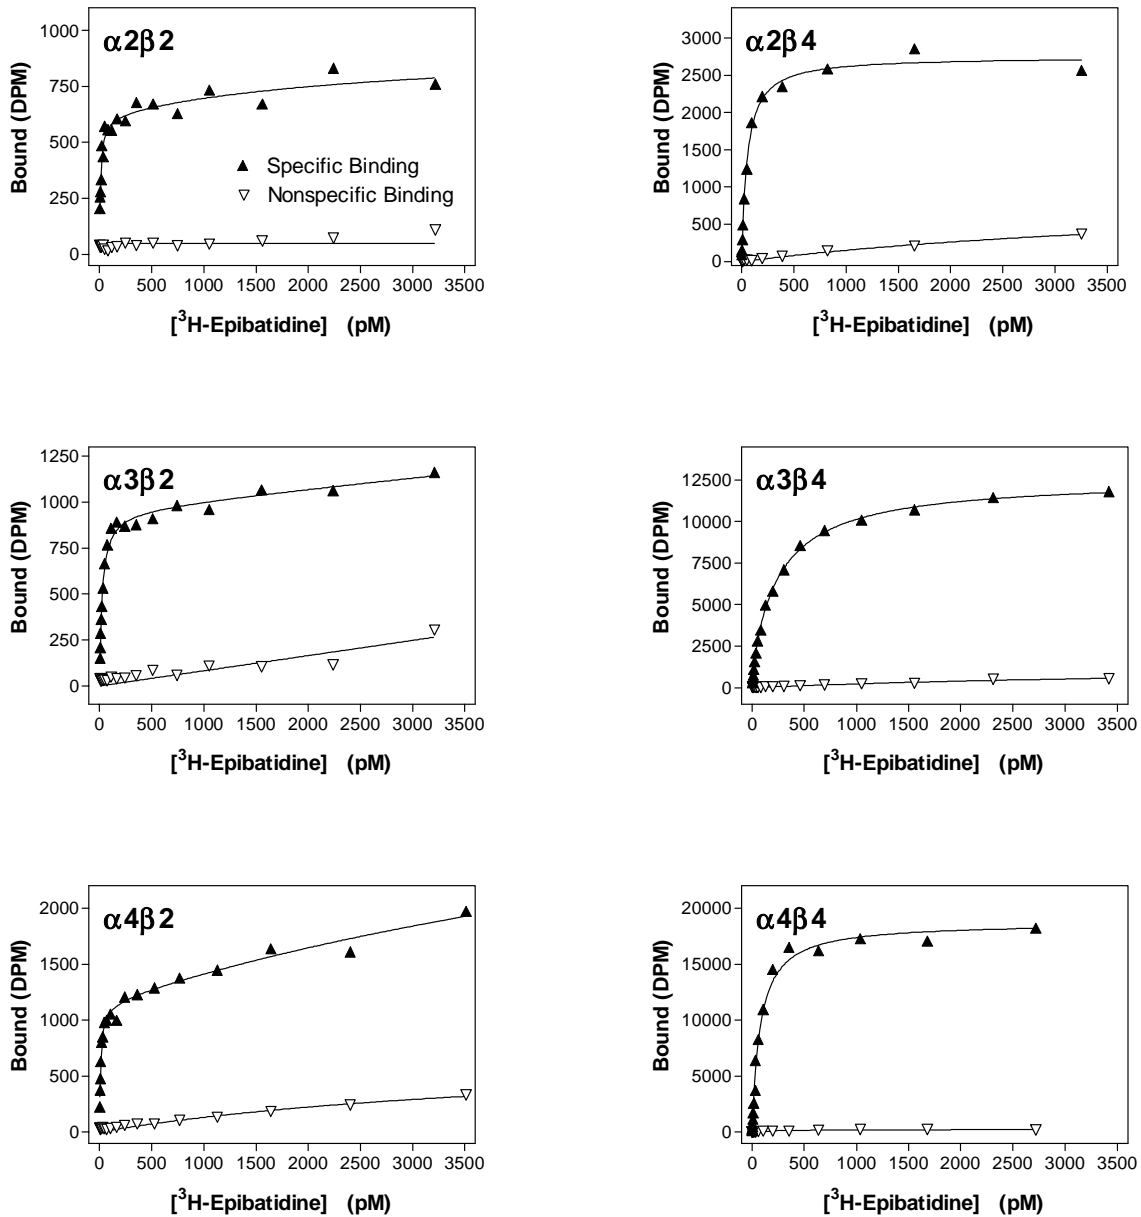 α2β2
1000
750
500
250
0
Bound (DPM)
▲ Specific Binding
▽ Nonspecific Binding
0 500 1000 1500 2000 2500 3000 3500
[³H-Epibatidine] (pM)
α2β4
3000
2500
2000
1500
1000
500
0
Bound (DPM)
0 500 1000 1500 2000 2500 3000 3500
[³H-Epibatidine] (pM)
α3β2
1250
1000
750
500
250
0
Bound (DPM)
0 500 1000 1500 2000 2500 3000 3500
[³H-Epibatidine] (pM)
α3β4
12500
10000
7500
5000
2500
0
Bound (DPM)
0 500 1000 1500 2000 2500 3000 3500
[³H-Epibatidine] (pM)
α4β2
2000
1500
1000
500
0
Bound (DPM)
0 500 1000 1500 2000 2500 3000 3500
[³H-Epibatidine] (pM)
α4β4
20000
15000
10000
5000
0
Bound (DPM)
0 500 1000 1500 2000 2500 3000 3500
[³H-Epibatidine] (pM)